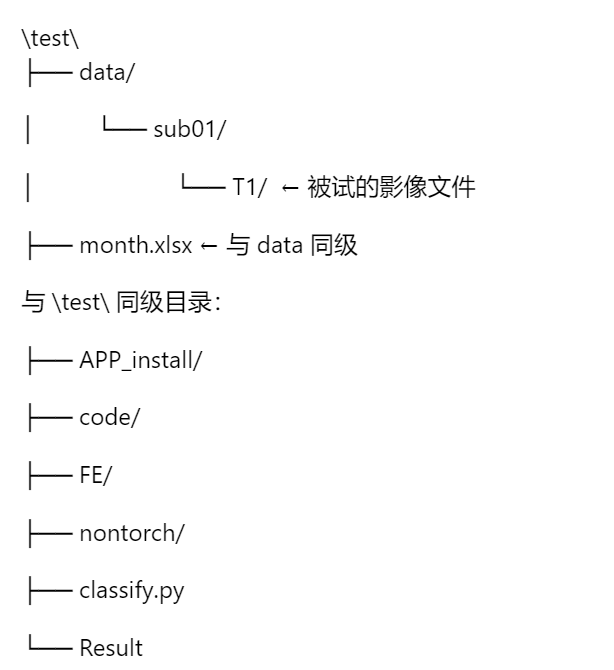 \test\
├── data/
│ └── sub01/
│ └── T1/ ← 被试的影像文件
├── month.xlsx ← 与 data 同级
与 \test\ 同级目录：
├── APP_install/
├── code/
├── FE/
├── nontorch/
├── classify.py
└── Result